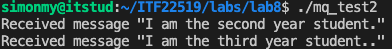 simonmy@itstud:~/ITF22519/labs/lab8$ ./mq_test2
Received message "I am the second year student."
Received message "I am the third year student.."